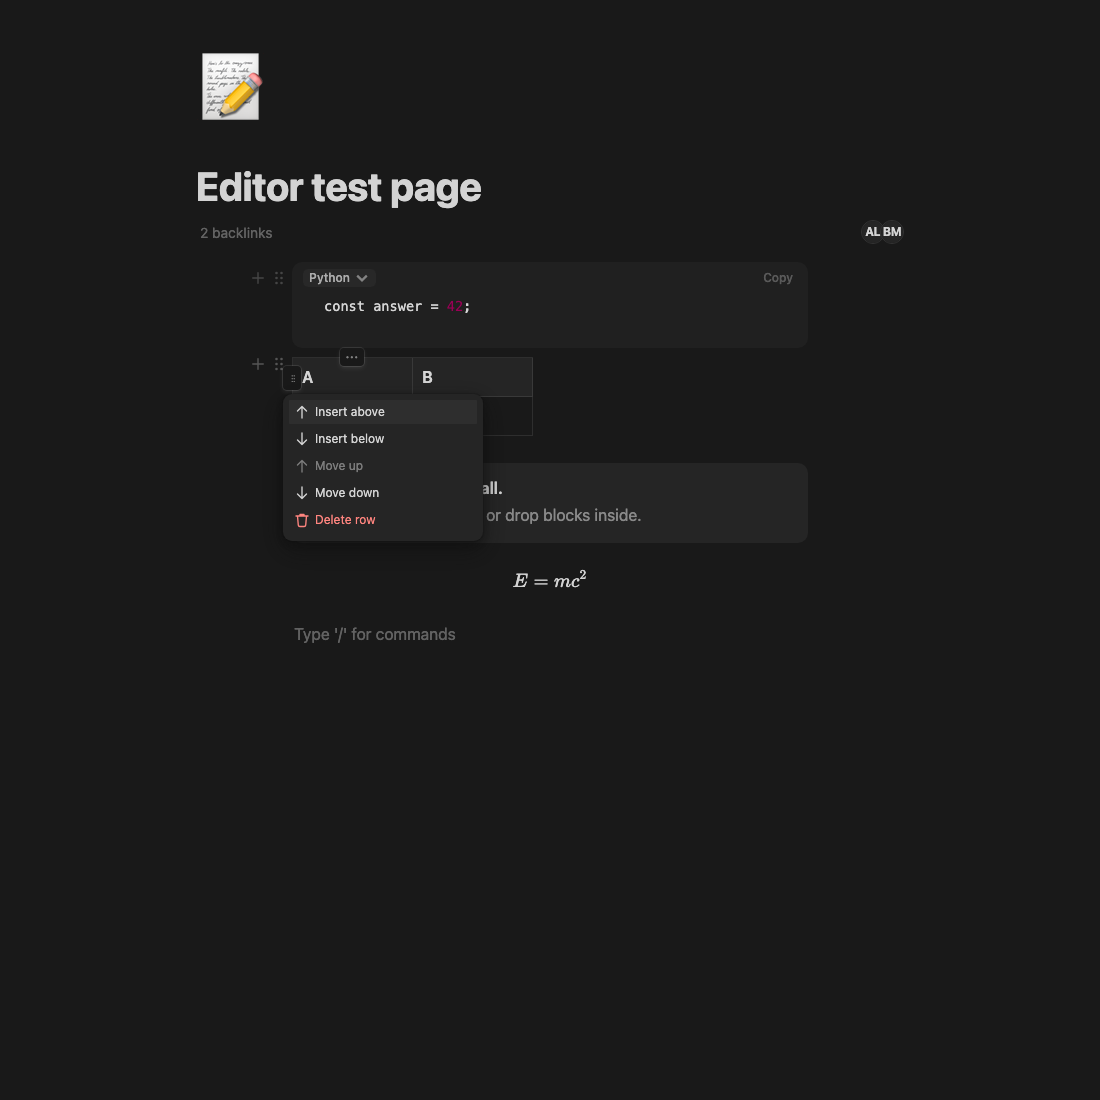 Editor test page
2 backlinks
AL BM
Python
Copy
const answer = 42;
A
B
Insert above
Insert below
Move up
Move down
Delete row
all.
or drop blocks inside.
E = mc²
Type '/' for commands